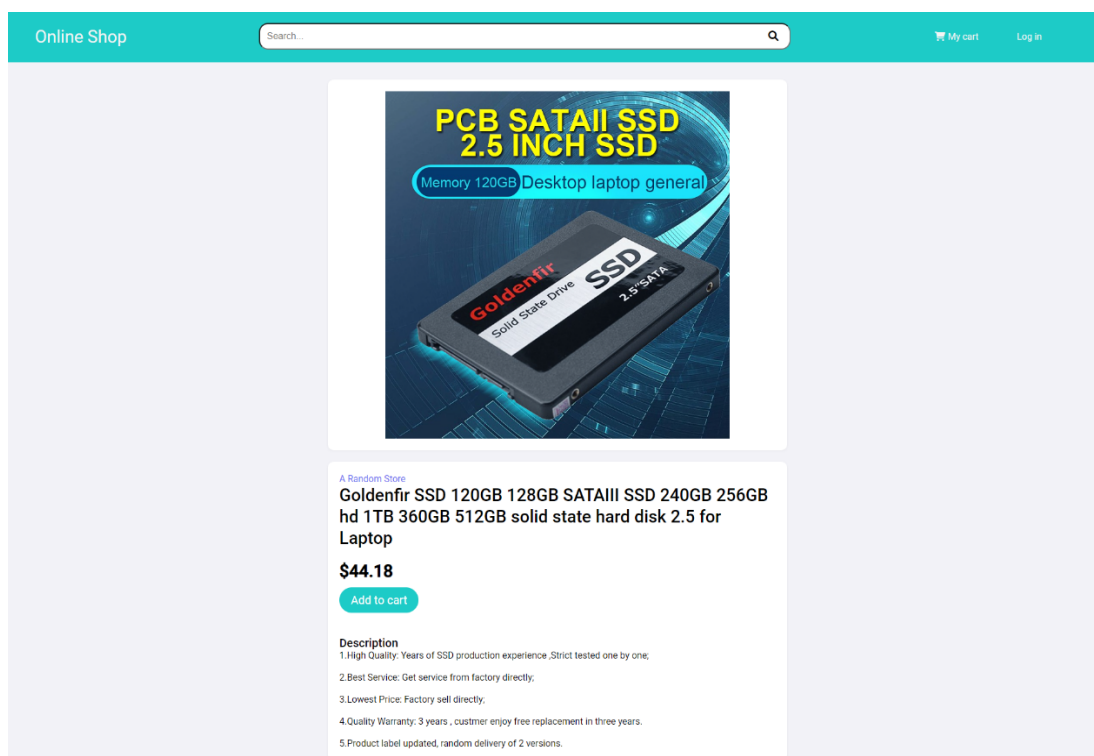 Online Shop
Search...
My cart
Log in
PCB SATAII SSD
2.5 INCH SSD
Memory 120GB Desktop laptop general
Goldenfir
Solid State Drive
SSD
2.5"SATA
A Random Store
Goldenfir SSD 120GB 128GB SATAIII SSD 240GB 256GB
hd 1TB 360GB 512GB solid state hard disk 2.5 for
Laptop
$44.18
Add to cart
Description
1.High Quality: Years of SSD production experience ,Strict tested one by one;
2.Best Service: Get service from factory directly;
3.Lowest Price: Factory sell directly;
4.Quality Warranty: 3 years , custmer enjoy free replacement in three years.
5.Product label updated, random delivery of 2 versions.